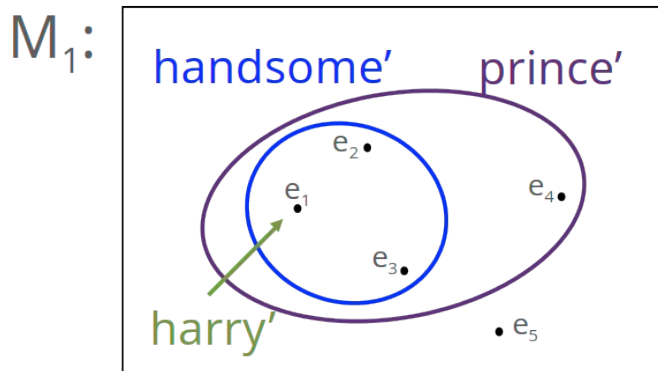 M₁:
handsome’ prince’
e₂
e₁
e₄
e₃
harry’
e₅